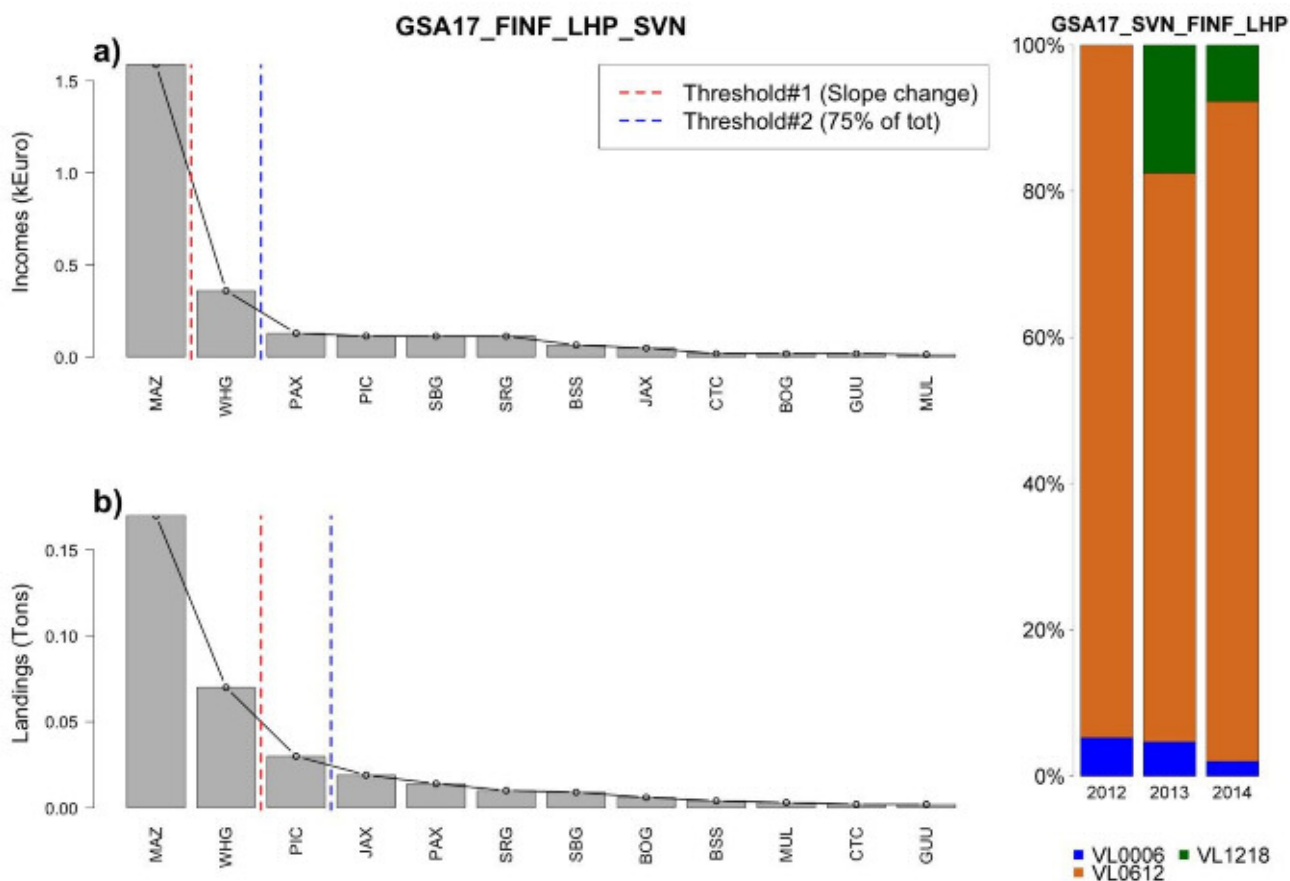 GSA17_FINF_LHP_SVN
a)
Threshold#1 (Slope change)
Threshold#2 (75% of tot)
Incomes (kEuro)
1.5
1.0
0.5
0.0
MAZ
WHG
PAX
PIC
SBG
SRG
BSS
JAX
CTC
BOG
GUU
MUL
b)
Landings (Tons)
0.15
0.10
0.05
0.00
MAZ
WHG
PIC
JAX
PAX
SRG
SBG
BOG
BSS
MUL
CTC
GUU
GSA17_SVN_FINF_LHP
100%
80%
60%
40%
20%
0%
2012 2013 2014
VL0006 VL1218
VL0612